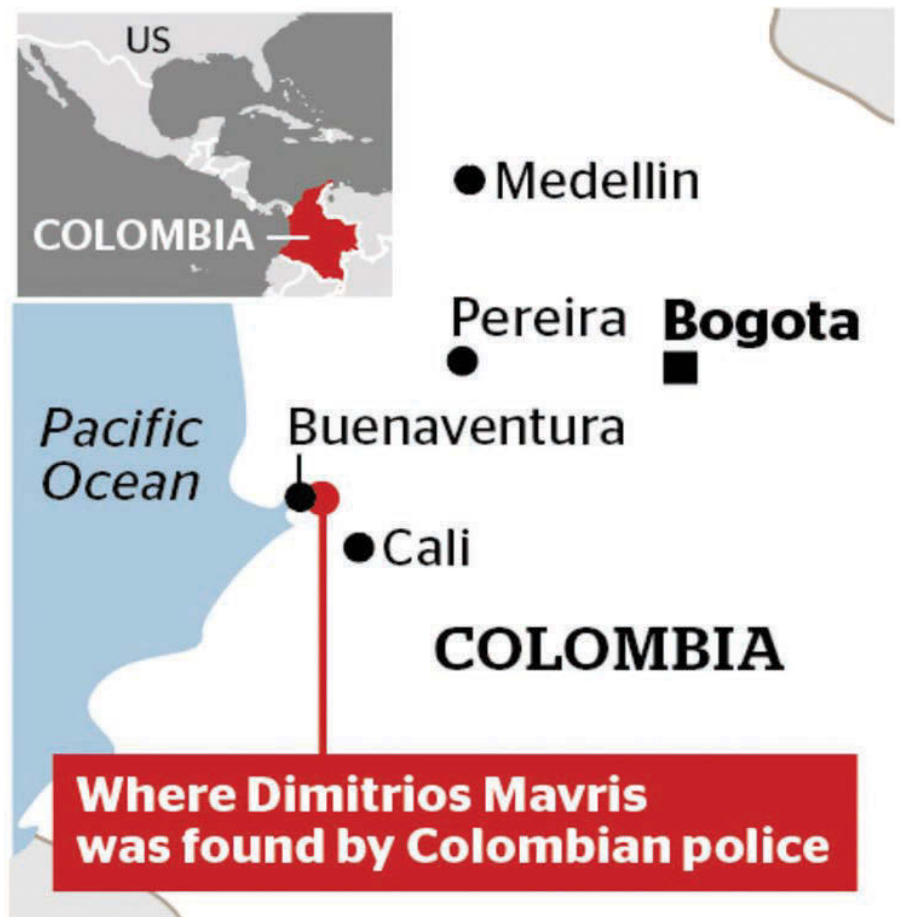 US
COLOMBIA
Medellin
Pereira
Bogota
Pacific
Ocean
Buenaventura
Cali
COLOMBIA
Where Dimitrios Mavris
was found by Colombian police